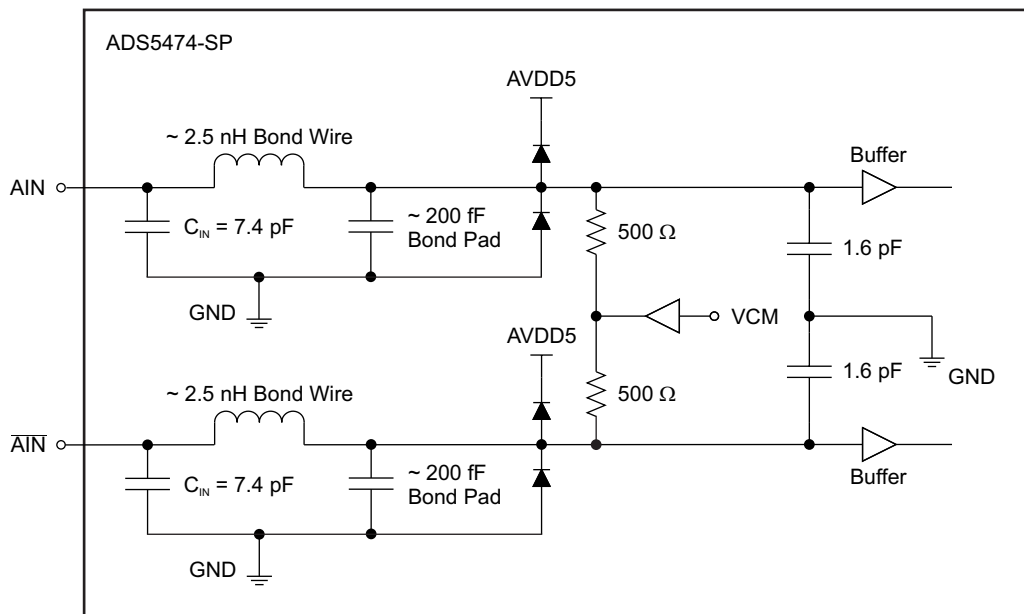 ADS5474-SP
AVDD5
~ 2.5 nH Bond Wire
Buffer
AIN
C_IN = 7.4 pF
~ 200 fF
Bond Pad
500 Ω
1.6 pF
GND
VCM
AVDD5
1.6 pF
GND
~ 2.5 nH Bond Wire
500 Ω
A̅I̅N̅
C_IN = 7.4 pF
~ 200 fF
Bond Pad
Buffer
GND